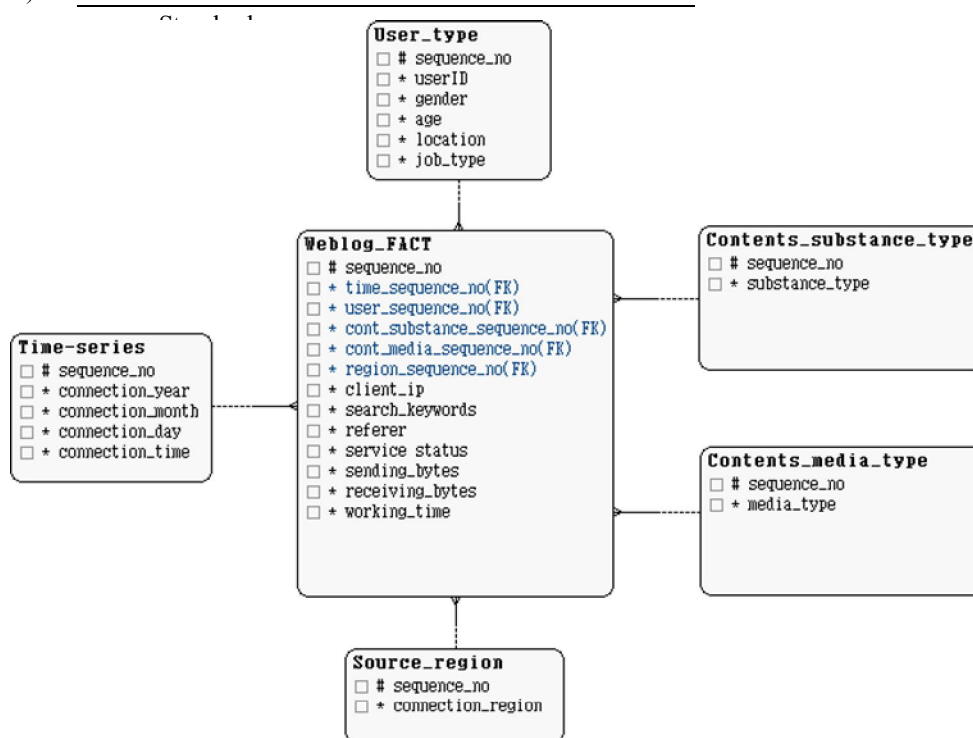 User_type
# sequence_no
* userID
* gender
* age
* location
* job_type
Weblog_FACT
# sequence_no
* time_sequence_no(FK)
* user_sequence_no(FK)
* cont_substance_sequence_no(FK)
* cont_media_sequence_no(FK)
* region_sequence_no(FK)
* client_ip
* search_keywords
* referer
* service status
* sending_bytes
* receiving_bytes
* working_time
Contents_substance_type
# sequence_no
* substance_type
Time-series
# sequence_no
* connection_year
* connection_month
* connection_day
* connection_time
Contents_media_type
# sequence_no
* media_type
Source_region
# sequence_no
* connection_region